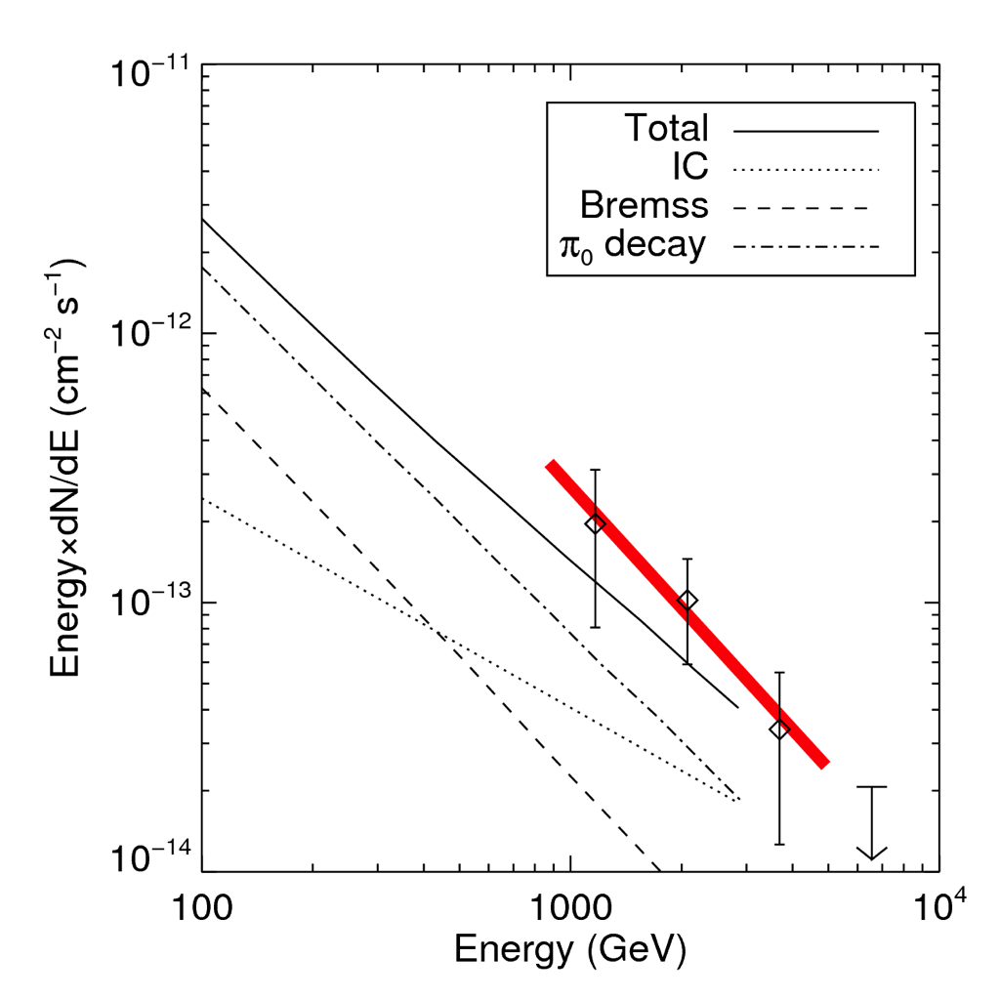 10⁻¹¹
Total
IC
Bremss
π₀ decay
10⁻¹²
Energy×dN/dE (cm⁻² s⁻¹)
10⁻¹³
10⁻¹⁴
100
1000
10⁴
Energy (GeV)